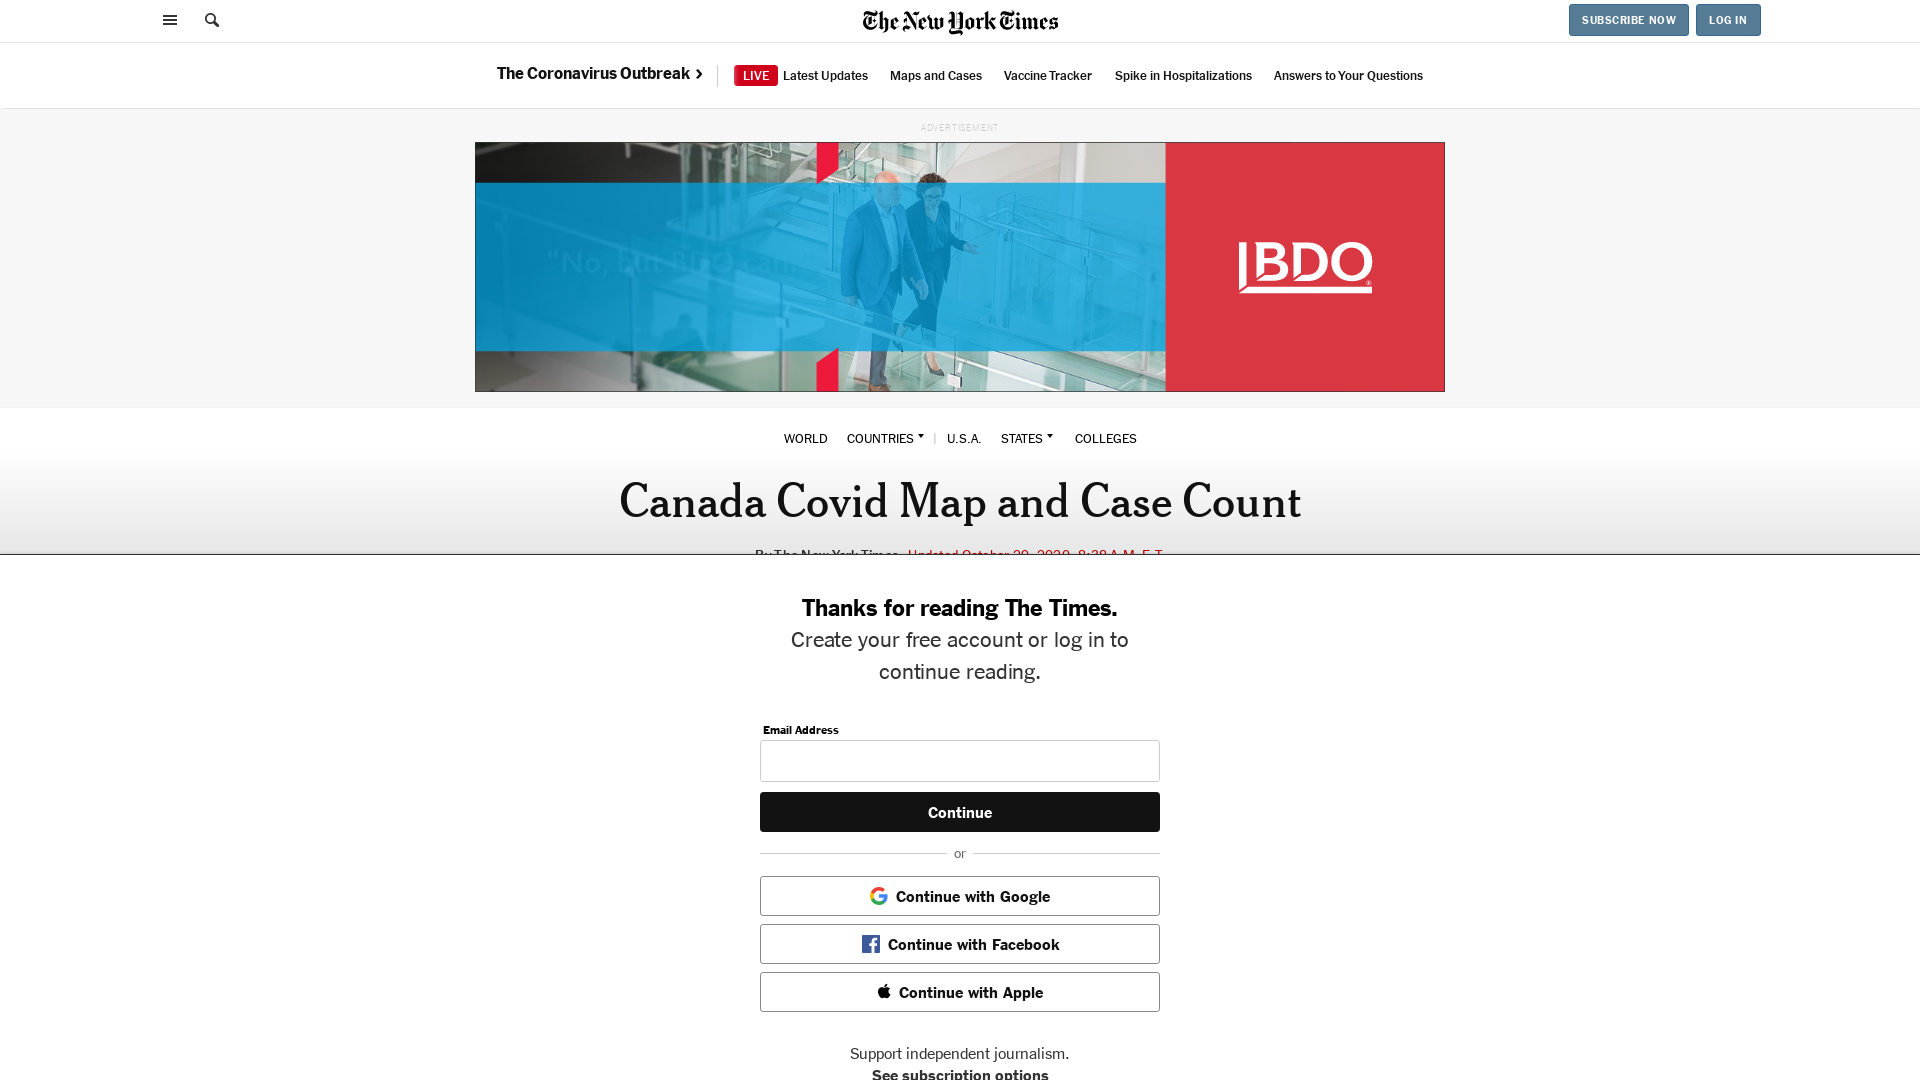 The New York Times
SUBSCRIBE NOW
LOG IN
The Coronavirus Outbreak
LIVE Latest Updates
Maps and Cases
Vaccine Tracker
Spike in Hospitalizations
Answers to Your Questions
ADVERTISEMENT
"No, but BDO can."
BDO
WORLD
COUNTRIES
U.S.A.
STATES
COLLEGES
Canada Covid Map and Case Count
By The New York Times Updated October 29, 2020, 8:38 A.M. E.T.
Thanks for reading The Times.
Create your free account or log in to
continue reading.
Email Address
Continue
or
Continue with Google
Continue with Facebook
Continue with Apple
Support independent journalism.
See subscription options